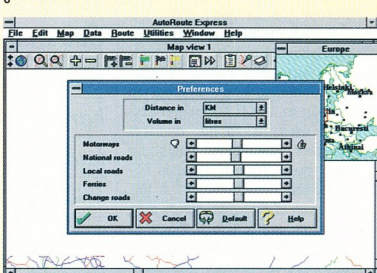 AutoRoute Express
File Edit Map Data Route Utilities Window Help
Map view 1
Europe
Helsinki
Moskva
Bucuresti
Athinai
Preferences
Distance in KM
Volume in litres
Motorways
National roads
Local roads
Ferries
Change roads
OK Cancel Default Help